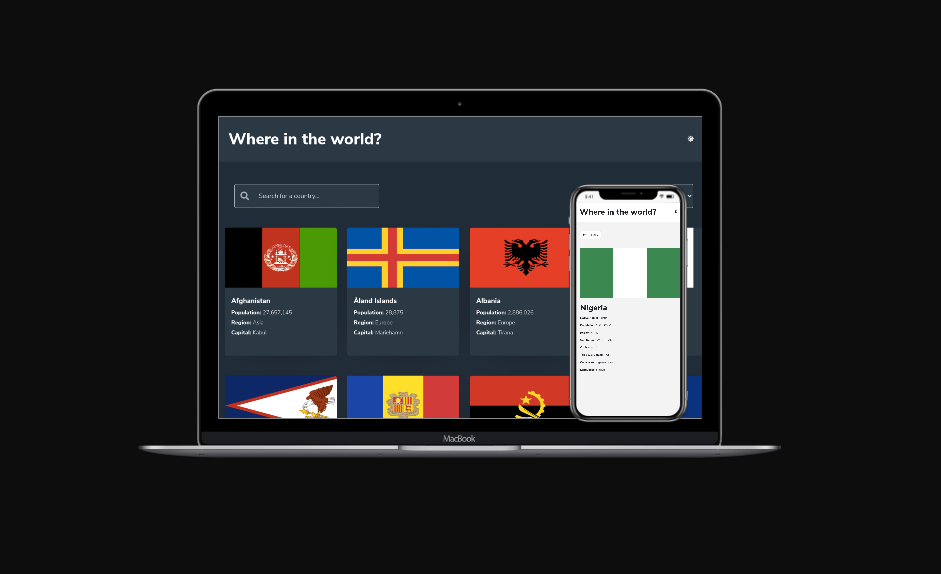 Where in the world?
Search for a country...
Afghanistan
Population: 27,657,145
Region: Asia
Capital: Kabul
Åland Islands
Population: 28,875
Region: Europe
Capital: Mariehamn
Albania
Population: 2,886,026
Region: Europe
Capital: Tirana
MacBook
Where in the world?
Nigeria